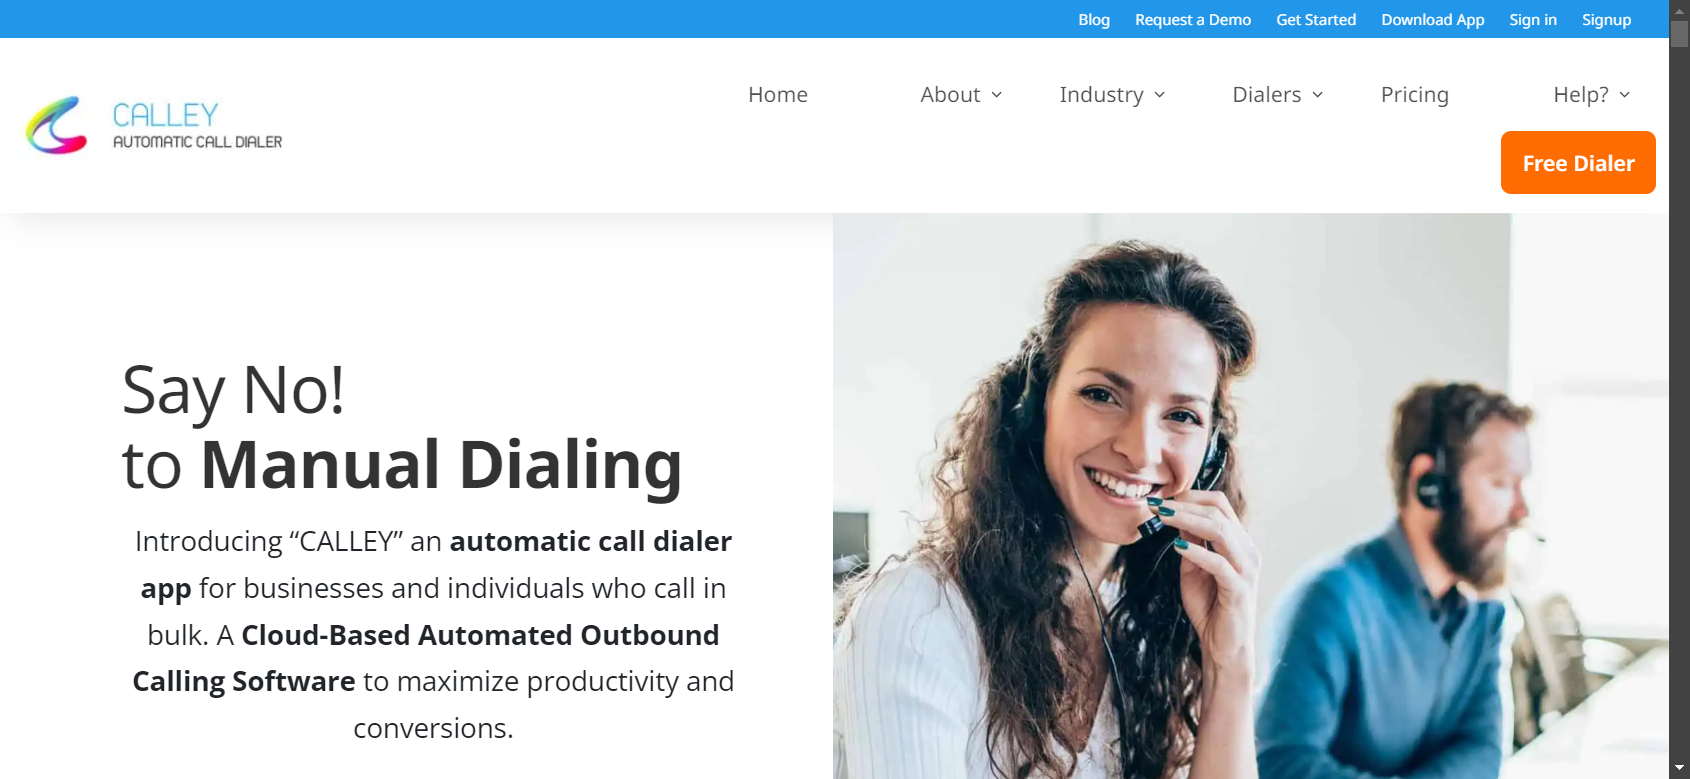 Blog Request a Demo Get Started Download App Sign in Signup
Home About Industry Dialers Pricing Help?
CALLEY
AUTOMATIC CALL DIALER
Free Dialer
Say No!
to Manual Dialing
Introducing “CALLEY” an automatic call dialer
app for businesses and individuals who call in
bulk. A Cloud-Based Automated Outbound
Calling Software to maximize productivity and
conversions.